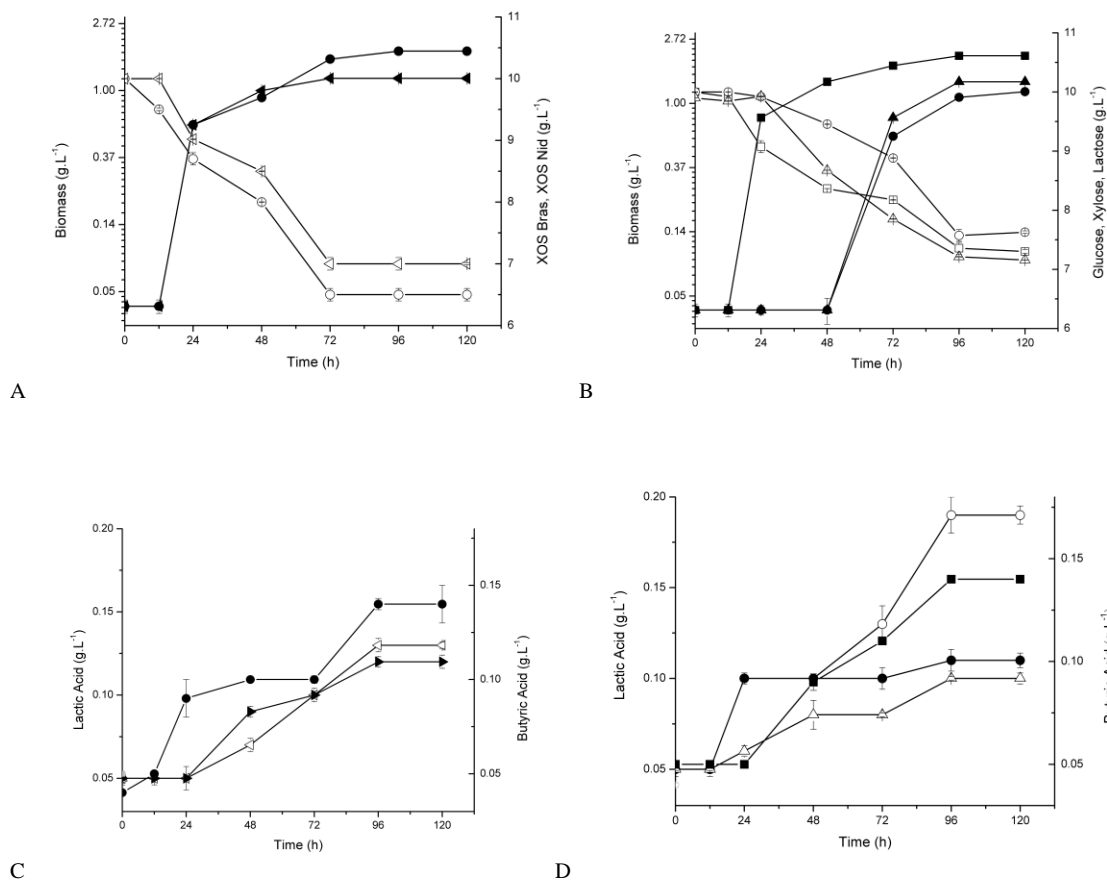 2.72
1.00
0.37
0.14
0.05
Biomass (g.L⁻¹)
11
10
9
8
7
6
XOS Bras, XOS Nid (g.L⁻¹)
0 24 48 72 96 120
Time (h)
A
2.72
1.00
0.37
0.14
0.05
Biomass (g.L⁻¹)
11
10
9
8
7
6
Glucose, Xylose, Lactose (g.L⁻¹)
0 24 48 72 96 120
Time (h)
B
0.20
0.15
0.10
0.05
Lactic Acid (g.L⁻¹)
0.15
0.10
0.05
Butyric Acid (g.L⁻¹)
0 24 48 72 96 120
Time (h)
C
0.20
0.15
0.10
0.05
Lactic Acid (g.L⁻¹)
0.15
0.10
0.05
Butyric Acid (g.L⁻¹)
0 24 48 72 96 120
Time (h)
D